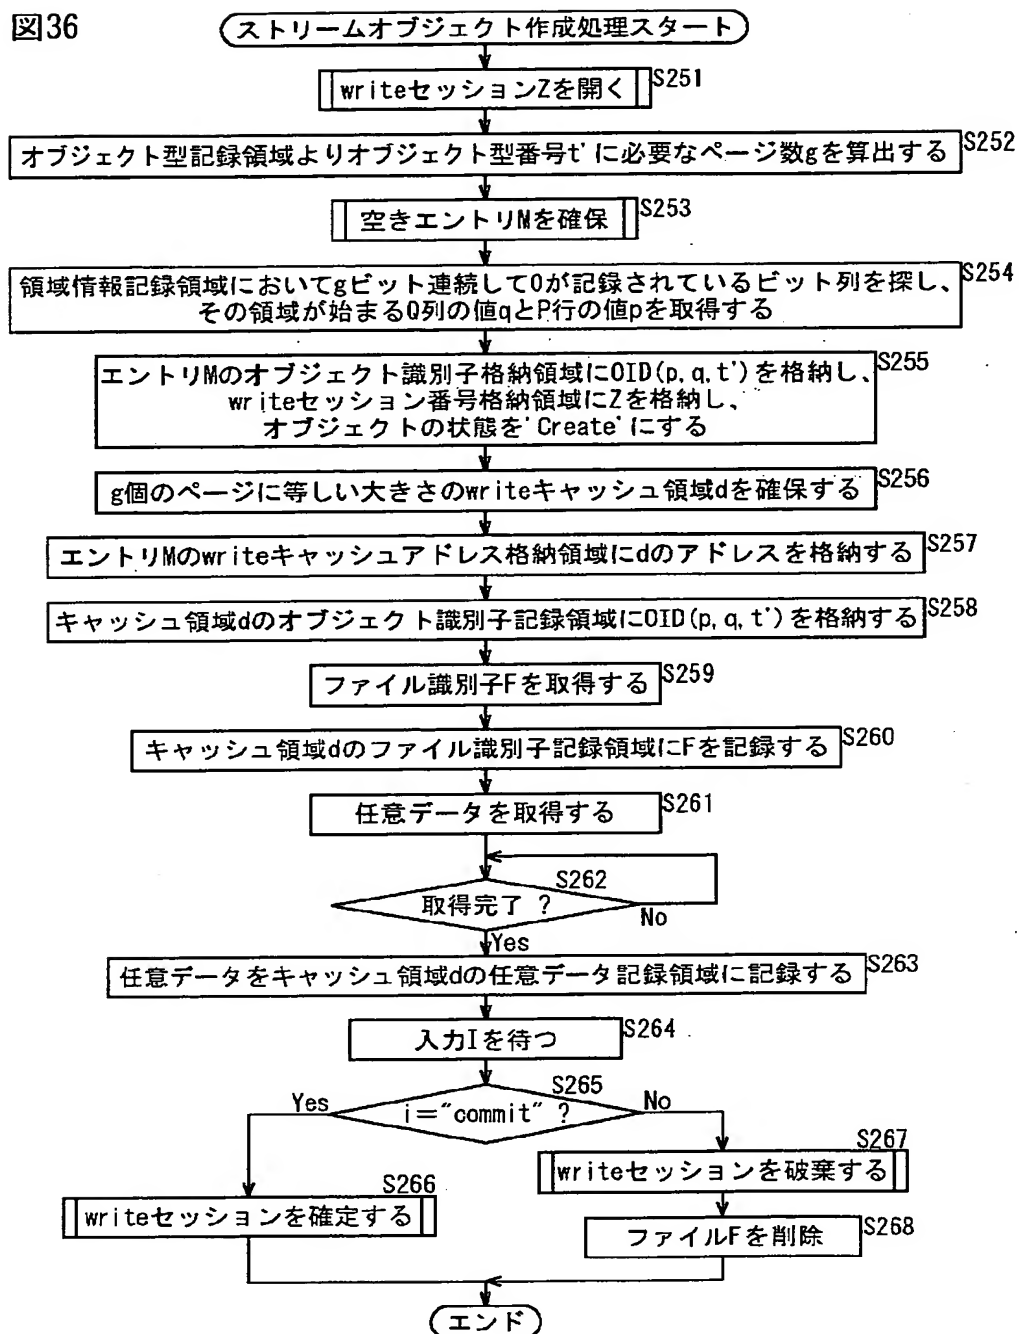 図36
ストリームオブジェクト作成処理スタート
writeセッションZを開く
S251
オブジェクト型記録領域よりオブジェクト型番号t'に必要なページ数gを算出する
S252
空きエントリMを確保
S253
領域情報記録領域においてgビット連続して0が記録されているビット列を探し、
その領域が始まるQ列の値qとP行の値pを取得する
S254
エントリMのオブジェクト識別子格納領域にOID(p,q,t')を格納し、
writeセッション番号格納領域にZを格納し、
オブジェクトの状態を'Create'にする
S255
g個のページに等しい大きさのwriteキャッシュ領域dを確保する
S256
エントリMのwriteキャッシュアドレス格納領域にdのアドレスを格納する
S257
キャッシュ領域dのオブジェクト識別子記録領域にOID(p,q,t')を格納する
S258
ファイル識別子Fを取得する
S259
キャッシュ領域dのファイル識別子記録領域にFを記録する
S260
任意データを取得する
S261
S262
取得完了 ?
No
Yes
任意データをキャッシュ領域dの任意データ記録領域に記録する
S263
入力Iを待つ
S264
S265
Yes
i=="commit" ?
No
S267
writeセッションを破棄する
S266
writeセッションを確定する
ファイルFを削除
S268
エンド